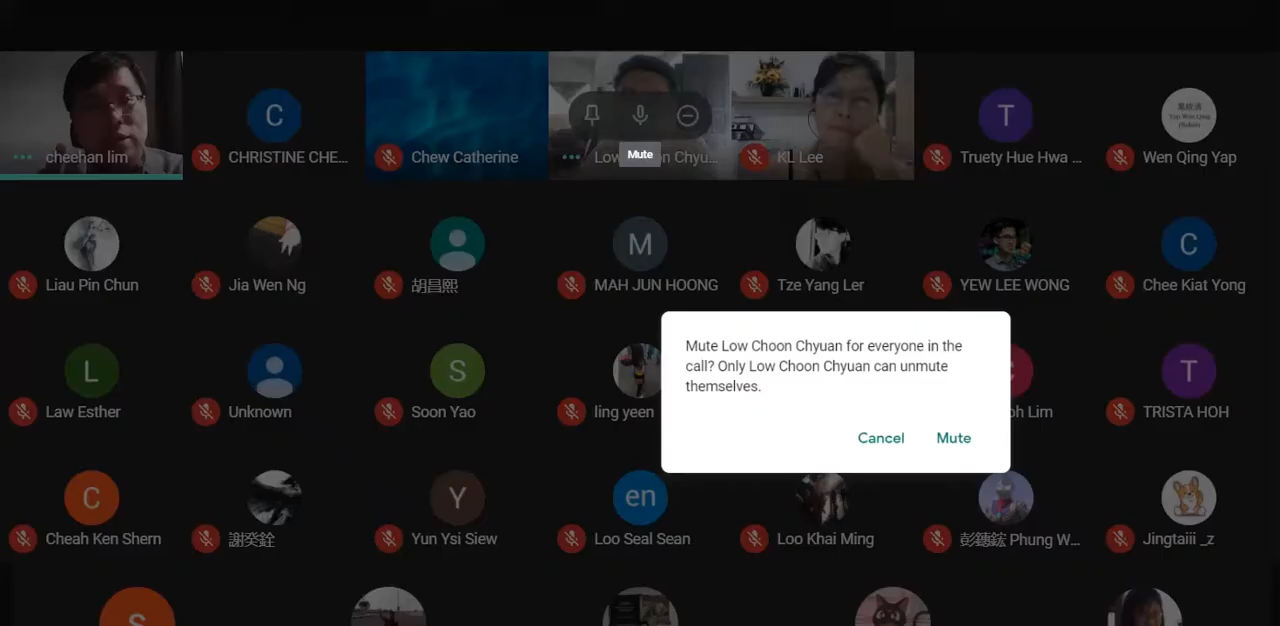 cheehan lim
C
CHRISTINE CHE...
Chew Catherine
Mute
KL Lee
T
Truety Hue Hwa ...
Wen Qing Yap
Liau Pin Chun
Jia Wen Ng
胡昌熙
M
MAH JUN HOONG
Tze Yang Ler
YEW LEE WONG
C
Chee Kiat Yong
Mute Low Choon Chyuan for everyone in the
call? Only Low Choon Chyuan can unmute
themselves.
Cancel
Mute
L
Law Esther
Unknown
S
Soon Yao
ling yeen
Lim
T
TRISTA HOH
C
Cheah Ken Shern
謝癸銓
Y
Yun Ysi Siew
en
Loo Seal Sean
Loo Khai Ming
Phung W...
Jingtaiii _z
S